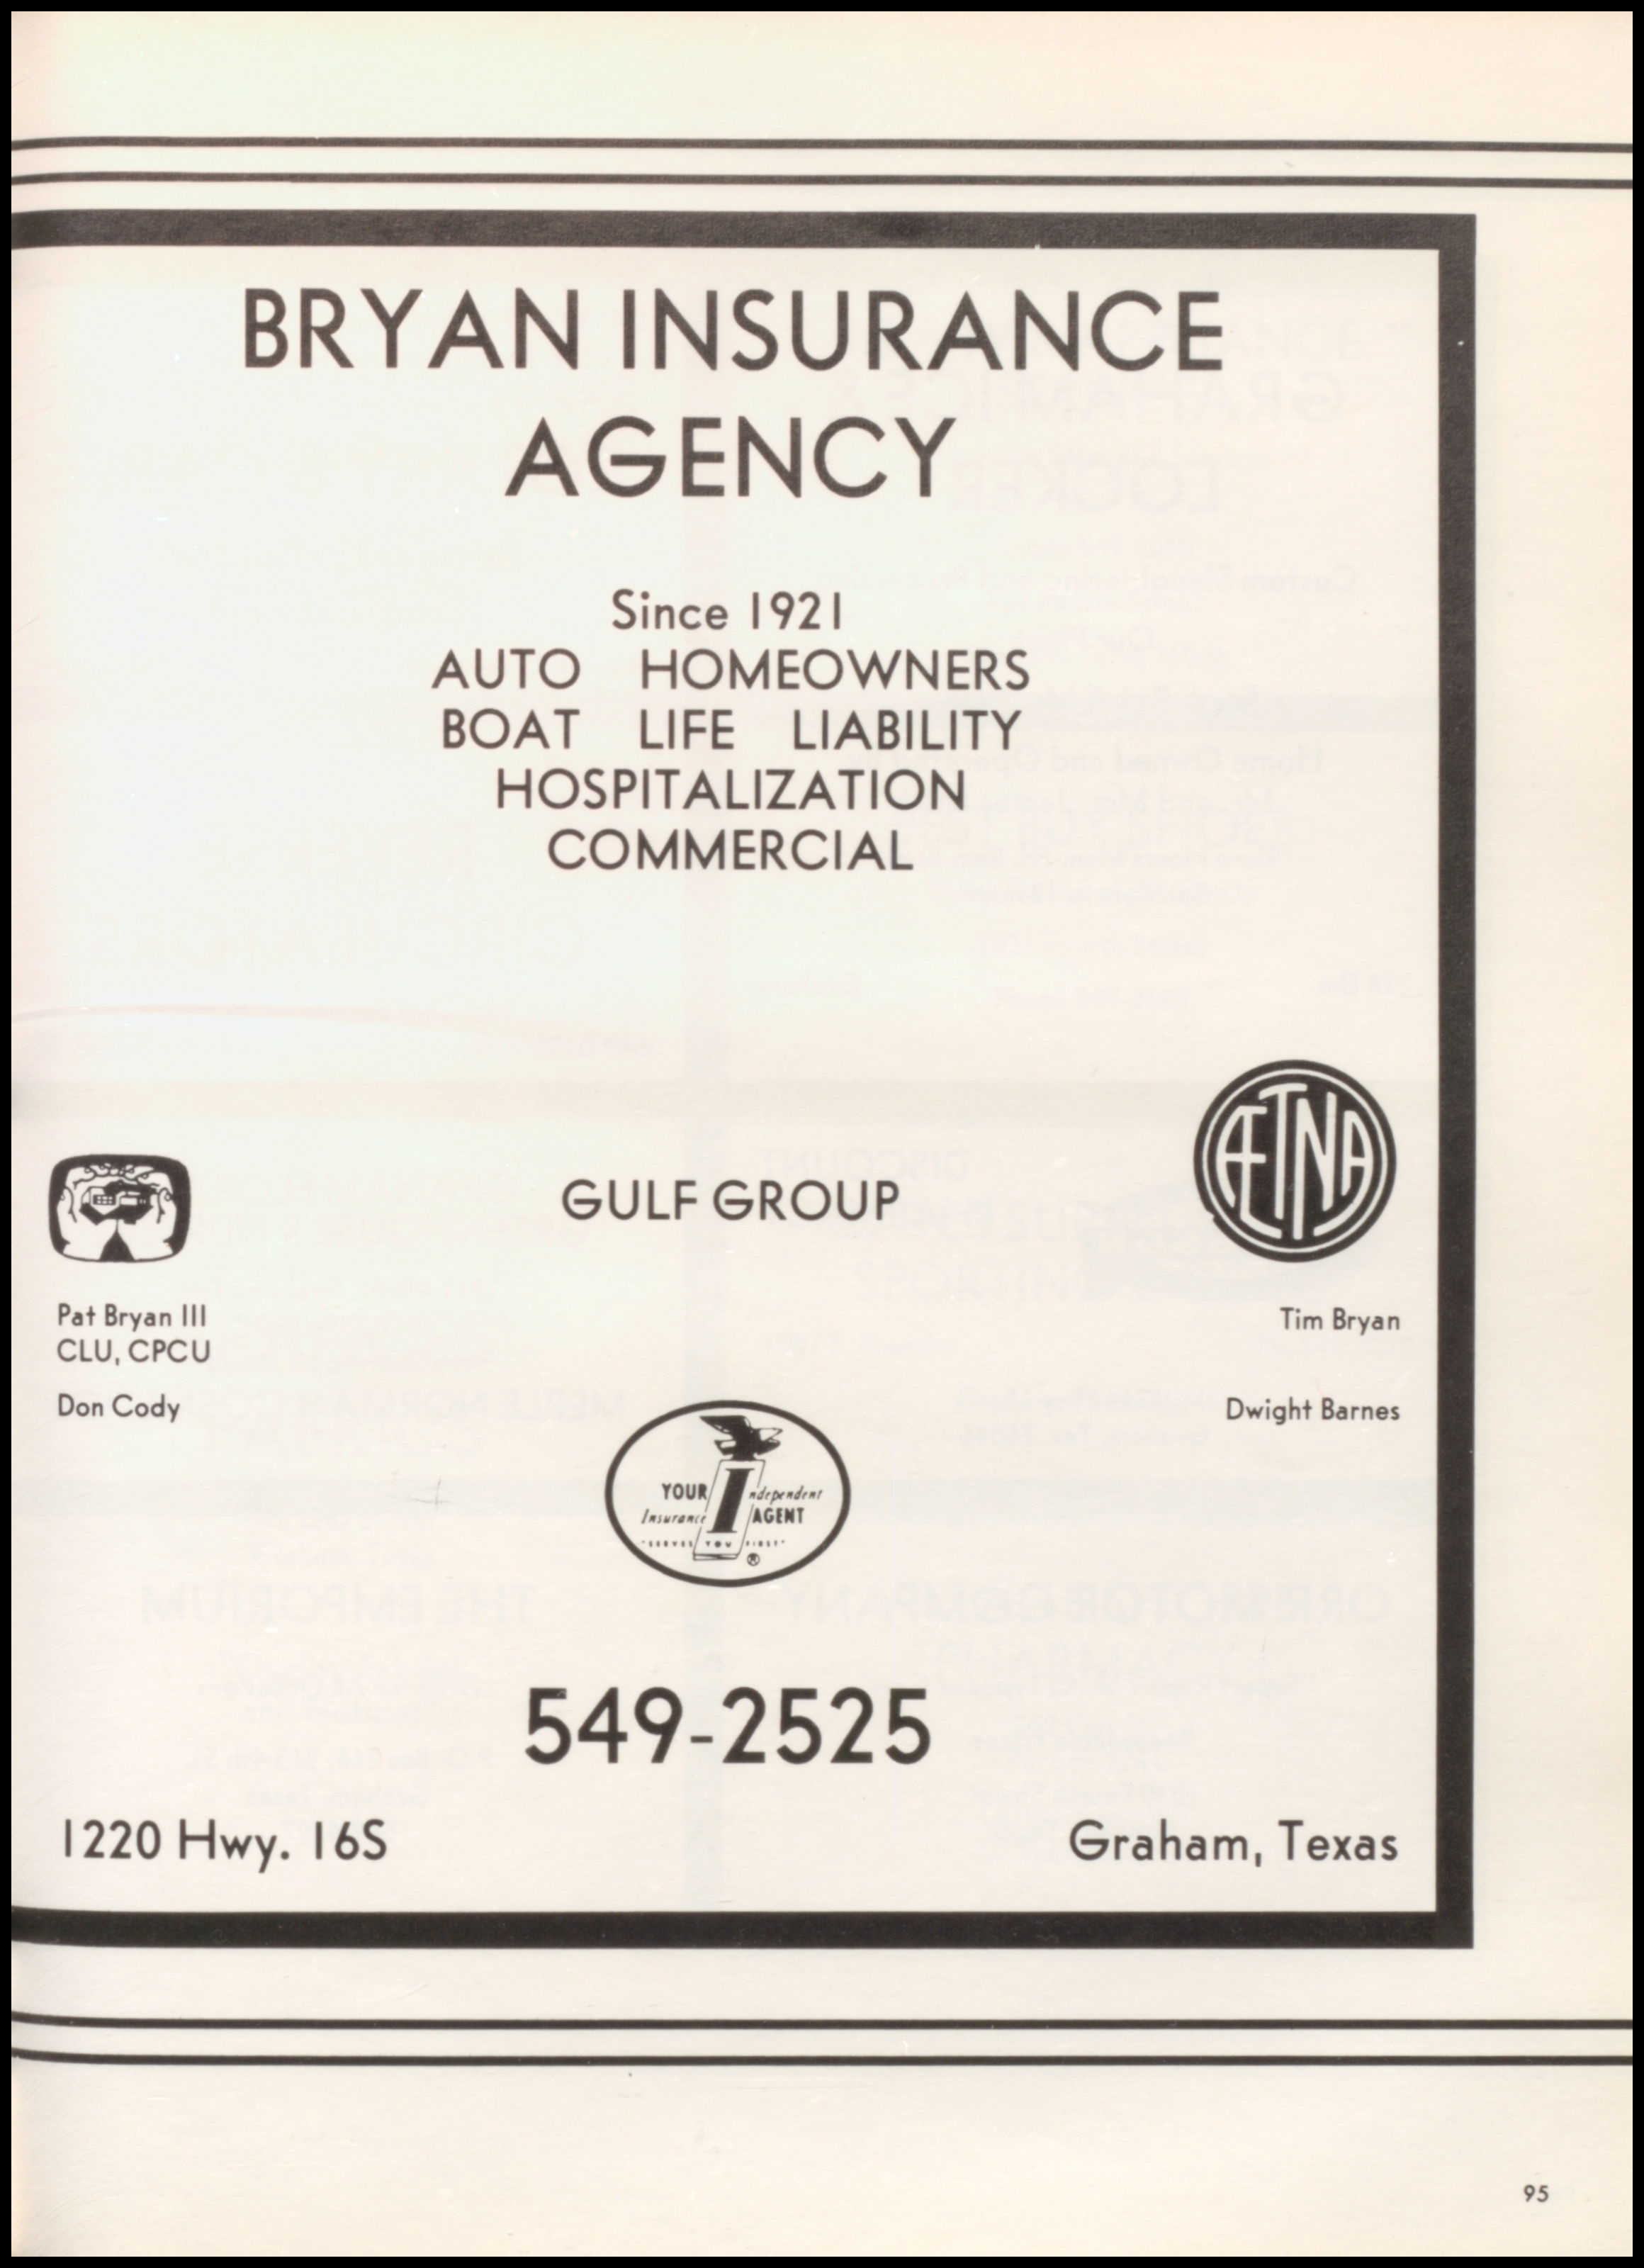 BRYAN INSURANCE
AGENCY
Since 1921
AUTO HOMEOWNERS
BOAT LIFE LIABILITY
HOSPITALIZATION
COMMERCIAL
ÆTNA
GULF GROUP
Pat Bryan III
CLU, CPCU
Don Cody
Tim Bryan
Dwight Barnes
YOUR Independent
Insurance AGENT
"SERVES YOU FIRST"
®
549-2525
1220 Hwy. 16S
Graham, Texas
95